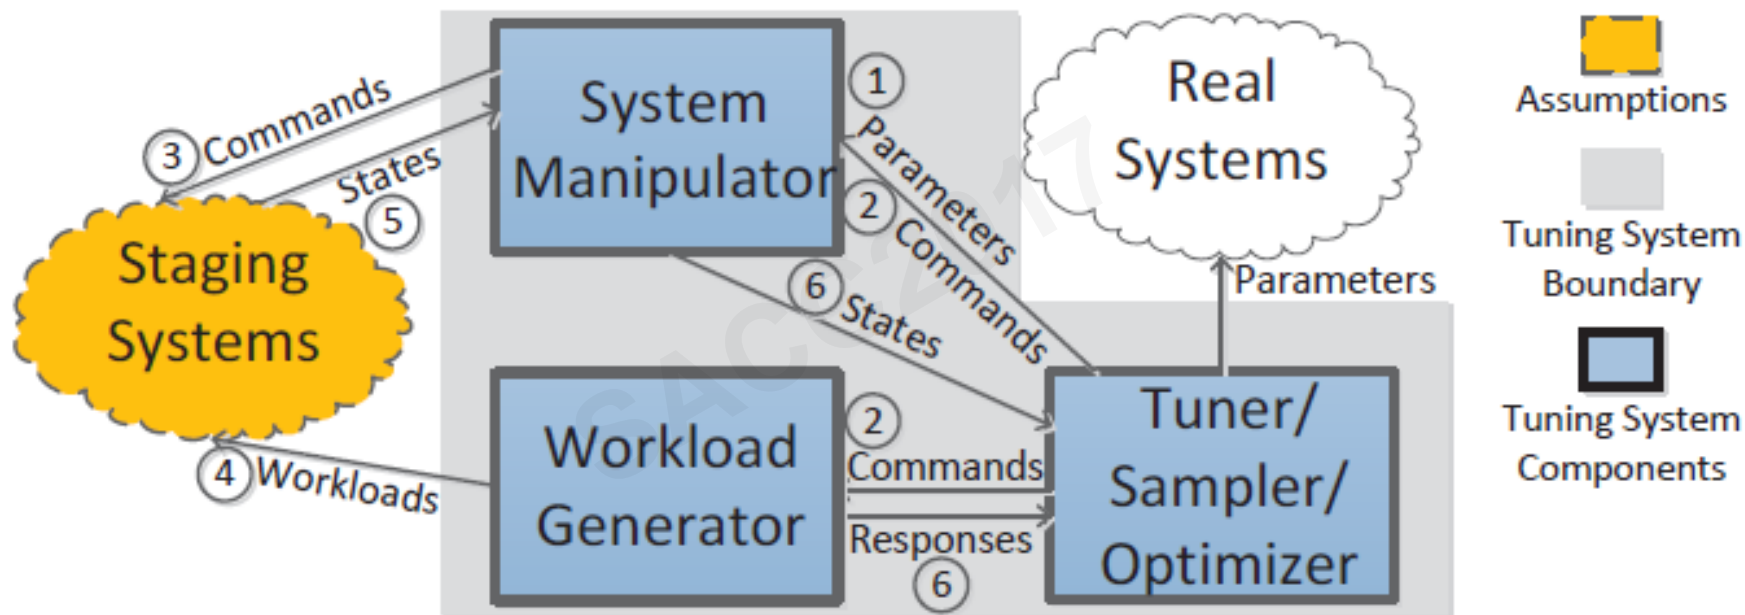 System
Manipulator
1
Parameters
2
Commands
3
Commands
States
5
Staging
Systems
6
States
4
Workloads
Workload
Generator
2
Commands
Responses
6
Tuner/
Sampler/
Optimizer
Parameters
Real
Systems
Assumptions
Tuning System
Boundary
Tuning System
Components
SACC2017